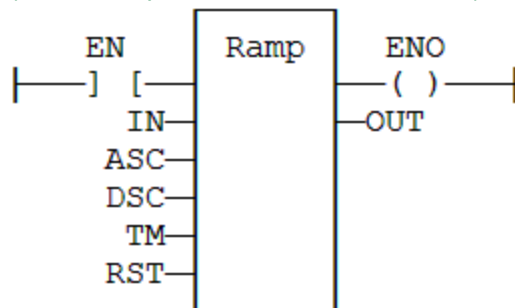 EN Ramp ENO
] [ ( )
IN OUT
ASC
DSC
TM
RST